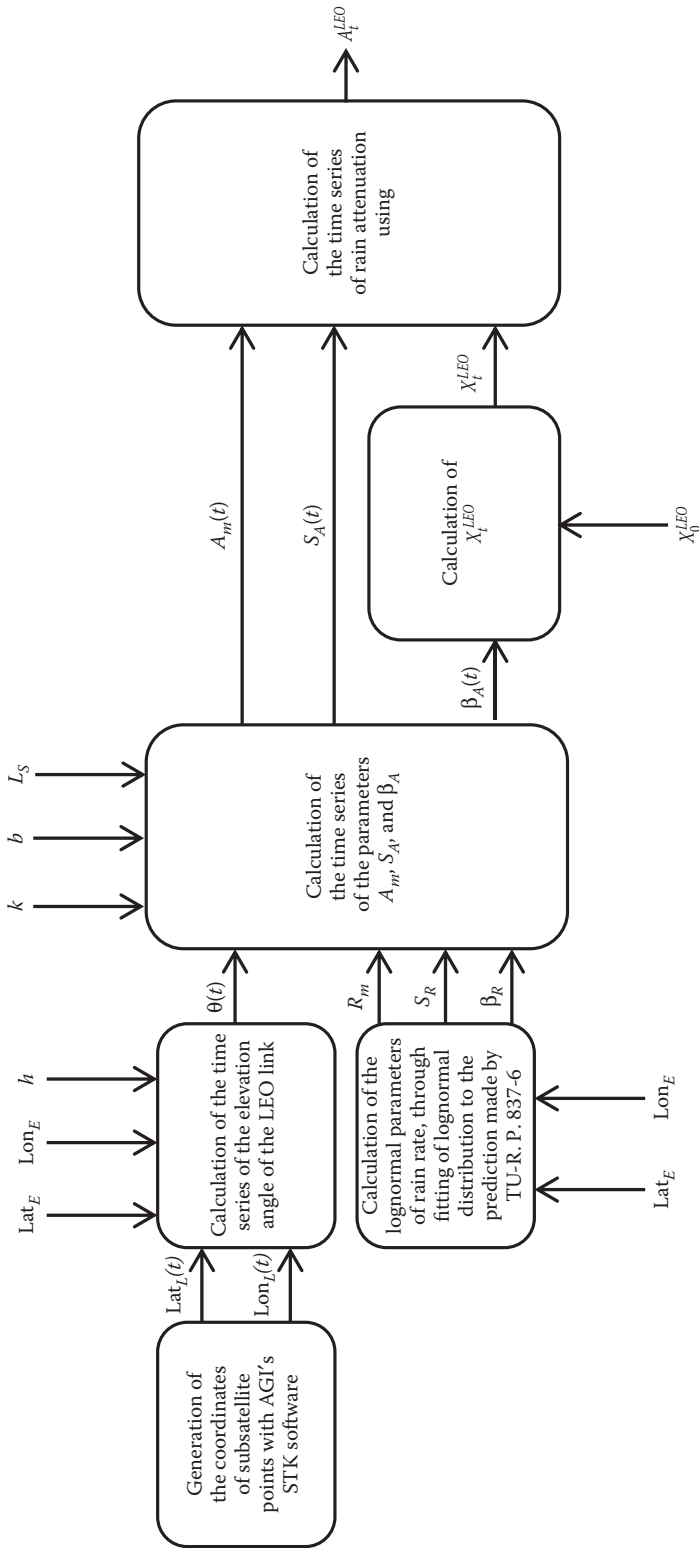 Generation of
the coordinates
of subsatellite
points with AGI's
STK software
Lat_L(t)
Lon_L(t)
Lat_E
Lon_E
h
Calculation of the time
series of the elevation
angle of the LEO link
θ(t)
Calculation of the
lognormal parameters
of rain rate, through
fitting of lognormal
distribution to the
prediction made by
TU-R. P. 837-6
Lat_E
Lon_E
R_m
S_R
β_R
k
b
L_S
Calculation of
the time series
of the parameters
A_m, S_A, and β_A
A_m(t)
S_A(t)
β_A(t)
Calculation of
X_t^{LEO}
X_0^{LEO}
X_t^{LEO}
Calculation of
the time series
of rain attenuation
using
A_t^{LEO}